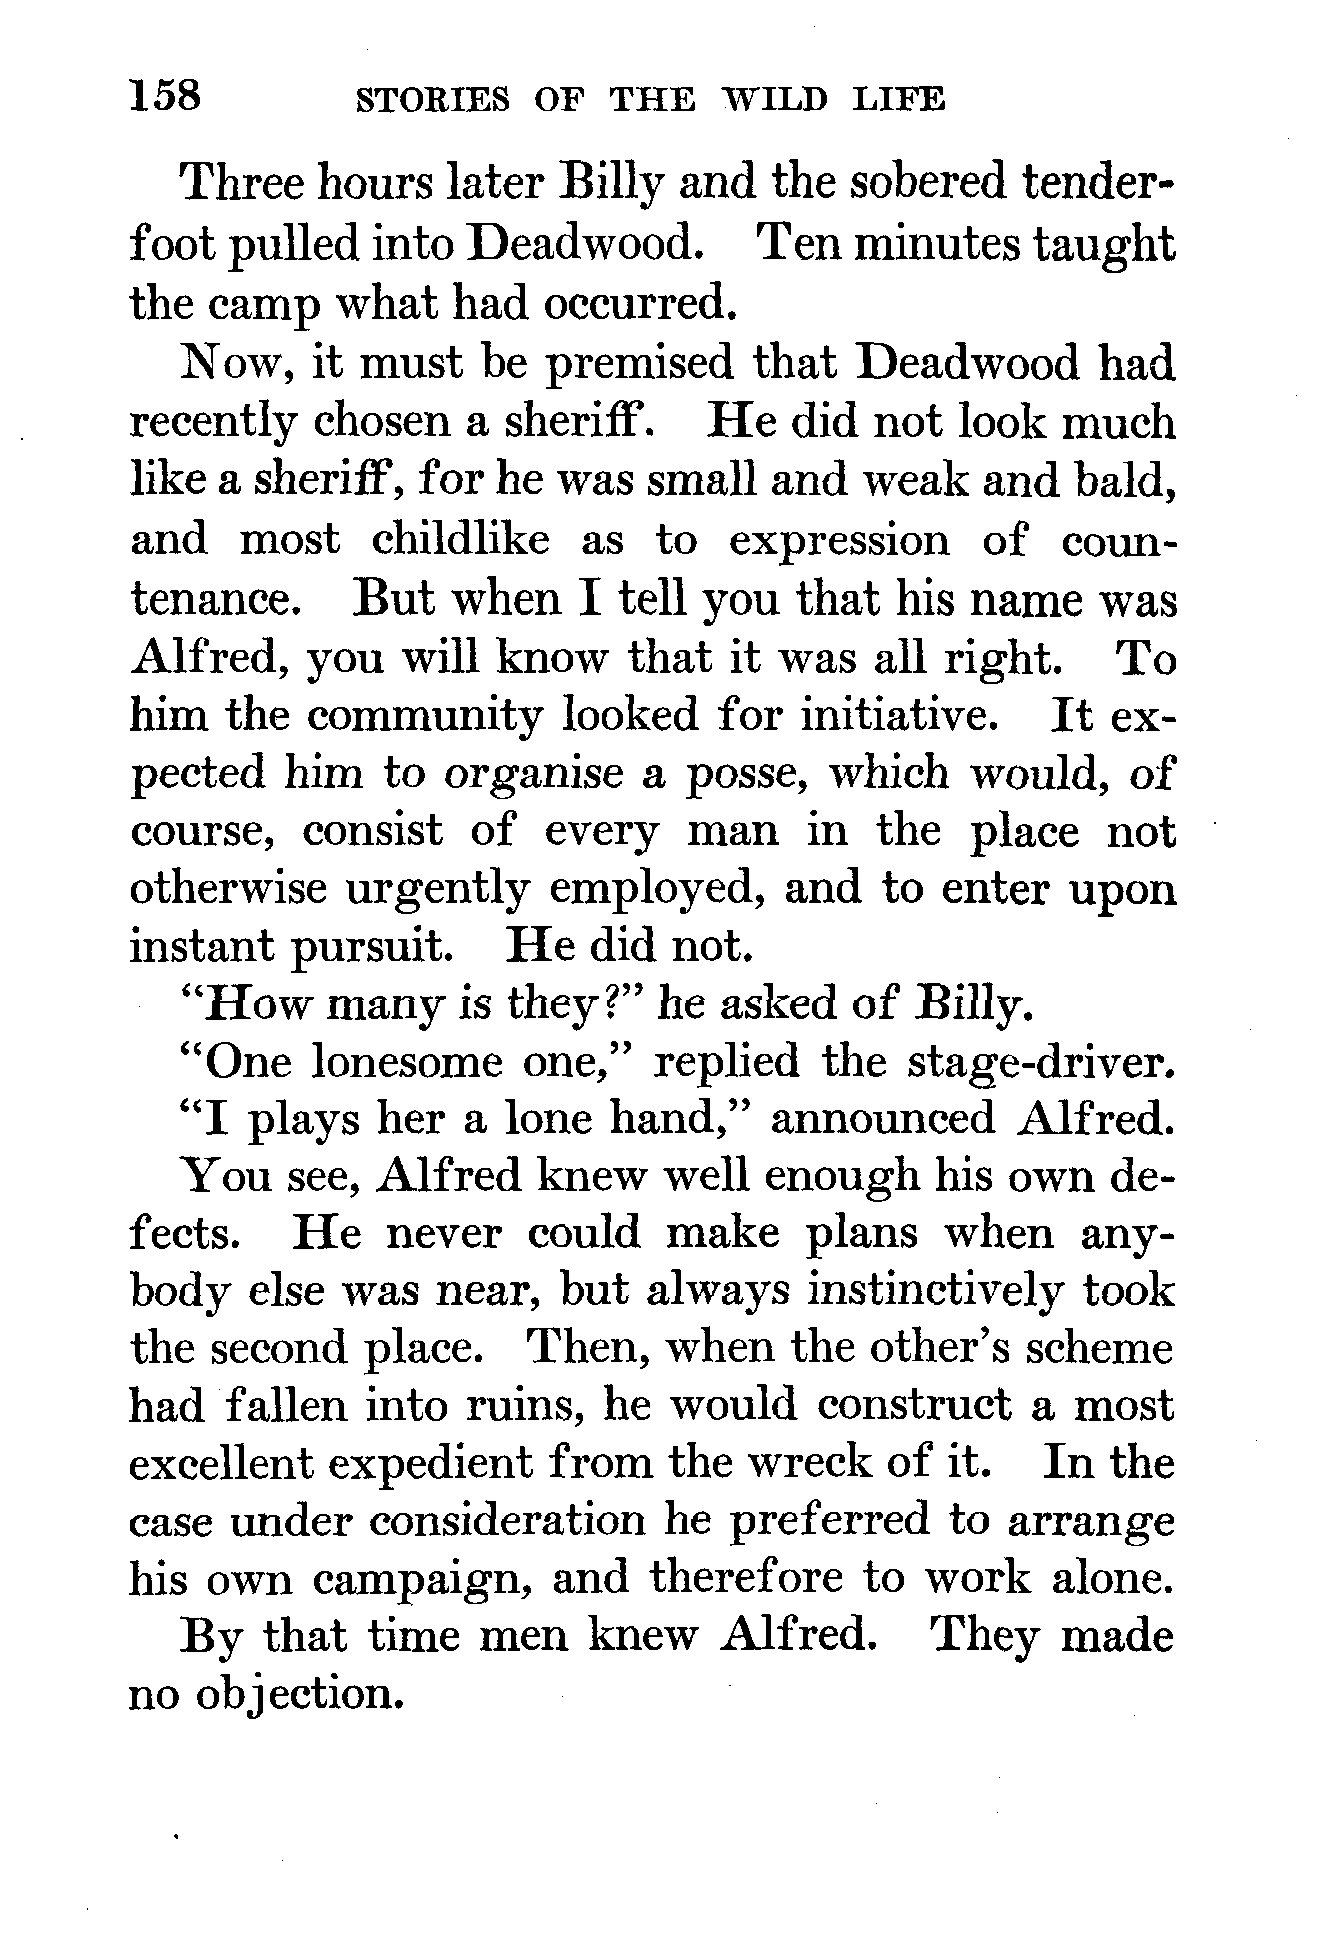 158 STORIES OF THE WILD LIFE
Three hours later Billy and the sobered tender-
foot pulled into Deadwood. Ten minutes taught
the camp what had occurred.
Now, it must be premised that Deadwood had
recently chosen a sheriff. He did not look much
like a sheriff, for he was small and weak and bald,
and most childlike as to expression of coun-
tenance. But when I tell you that his name was
Alfred, you will know that it was all right. To
him the community looked for initiative. It ex-
pected him to organise a posse, which would, of
course, consist of every man in the place not
otherwise urgently employed, and to enter upon
instant pursuit. He did not.
“How many is they?” he asked of Billy.
“One lonesome one,” replied the stage-driver.
“I plays her a lone hand,” announced Alfred.
You see, Alfred knew well enough his own de-
fects. He never could make plans when any-
body else was near, but always instinctively took
the second place. Then, when the other’s scheme
had fallen into ruins, he would construct a most
excellent expedient from the wreck of it. In the
case under consideration he preferred to arrange
his own campaign, and therefore to work alone.
By that time men knew Alfred. They made
no objection.